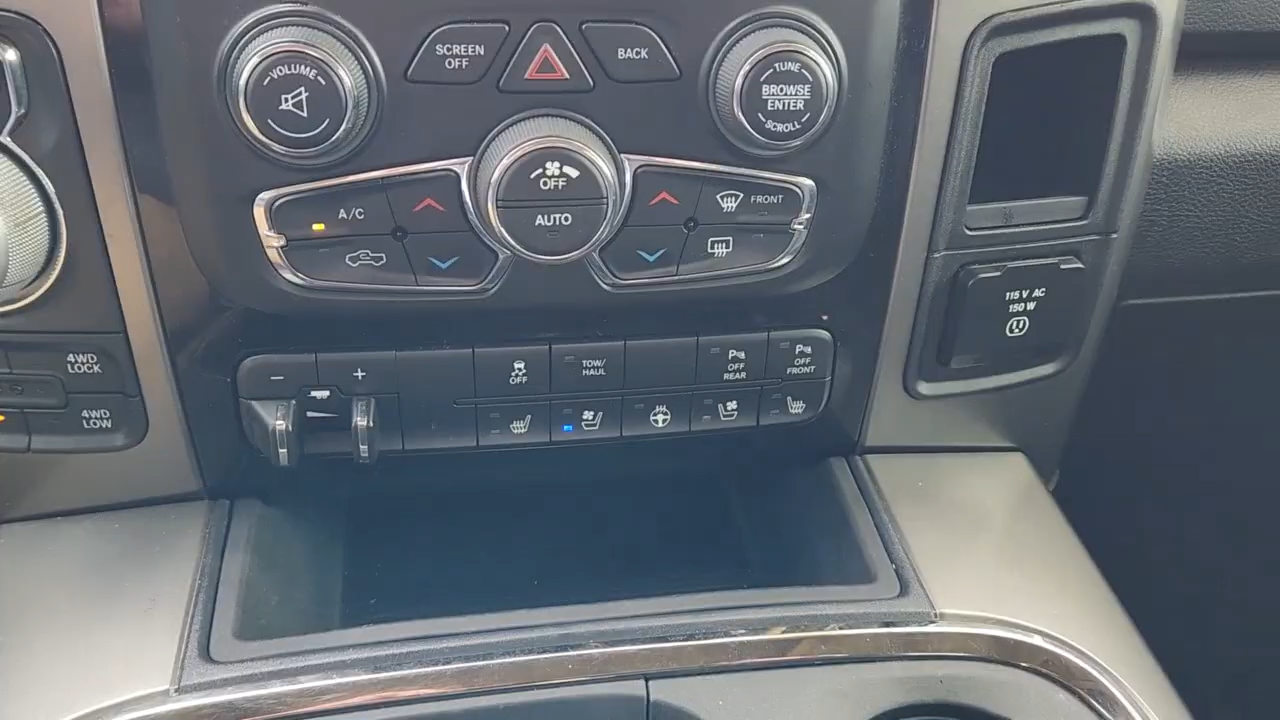 SCREEN
OFF
BACK
VOLUME
TUNE
BROWSE
ENTER
SCROLL
OFF
AUTO
A/C
FRONT
115 V AC
150 W
4WD
LOCK
4WD
LOW
−
+
OFF
TOW/
HAUL
P
OFF
REAR
P
OFF
FRONT